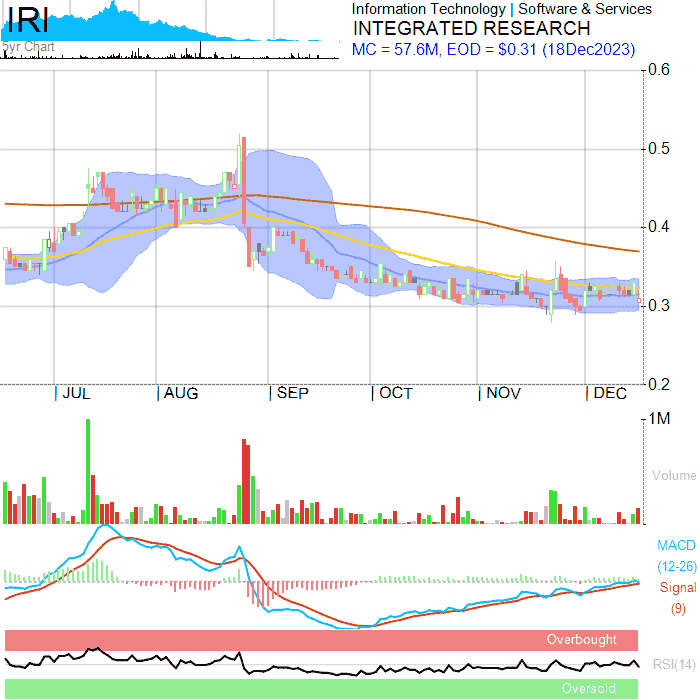 IRI
5yr Chart
Information Technology | Software & Services
INTEGRATED RESEARCH
MC = 57.6M, EOD = $0.31 (18Dec2023)
0.6
0.5
0.4
0.3
0.2
| JUL | AUG | SEP | OCT | NOV | DEC
1M
Volume
MACD
(12-26)
Signal
(9)
Overbought
RSI(14)
Oversold